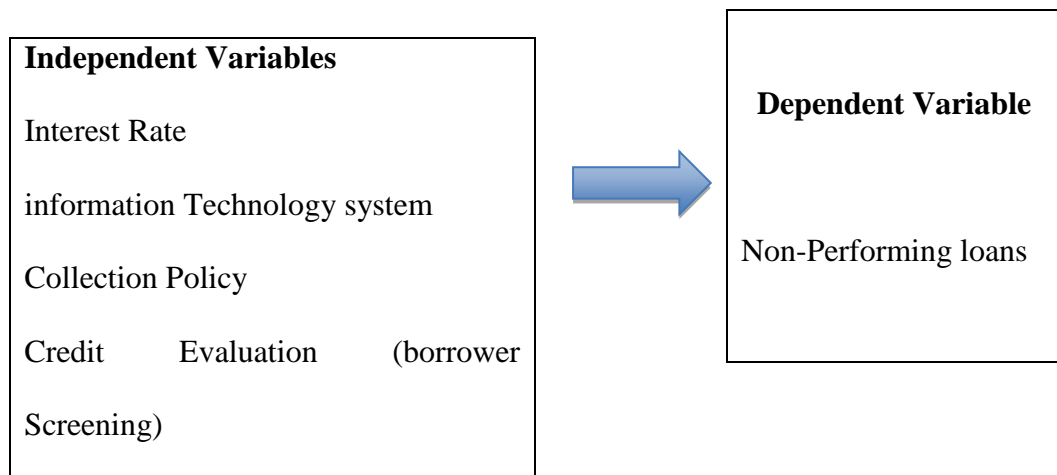 Independent Variables
Interest Rate
information Technology system
Collection Policy
Credit Evaluation (borrower
Screening)
Dependent Variable
Non-Performing loans